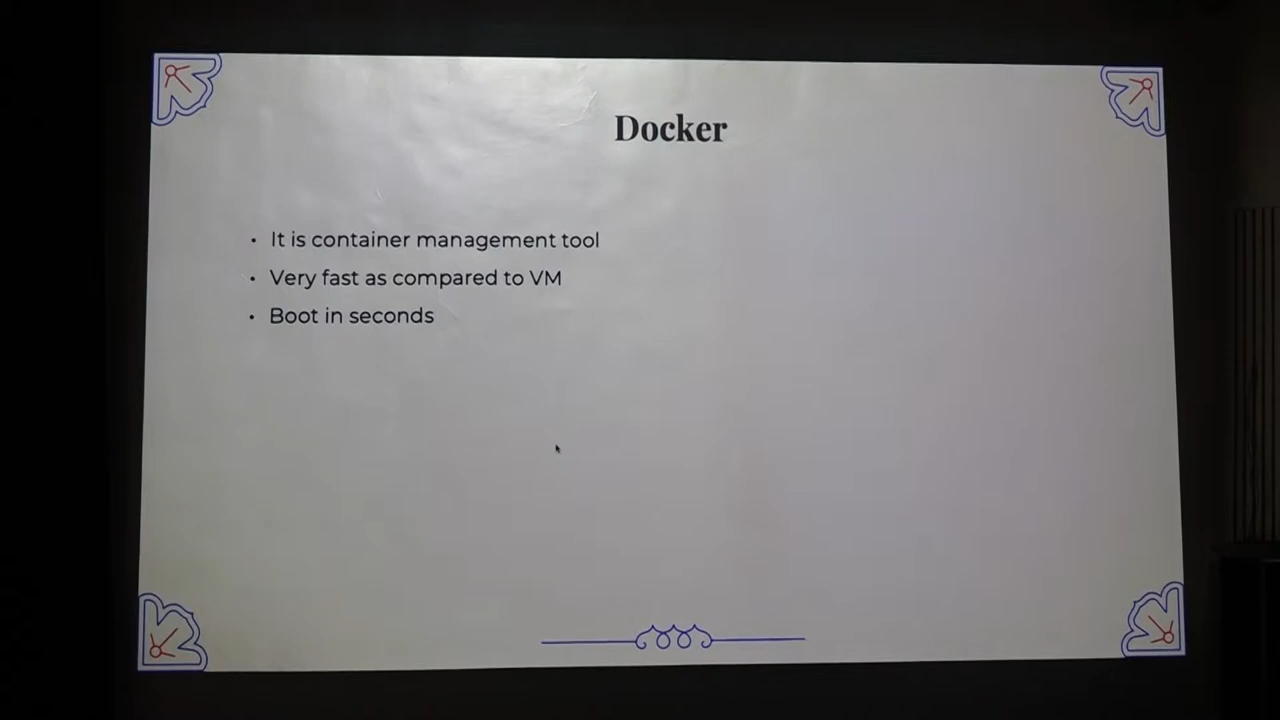 Docker
• It is container management tool
• Very fast as compared to VM
• Boot in seconds